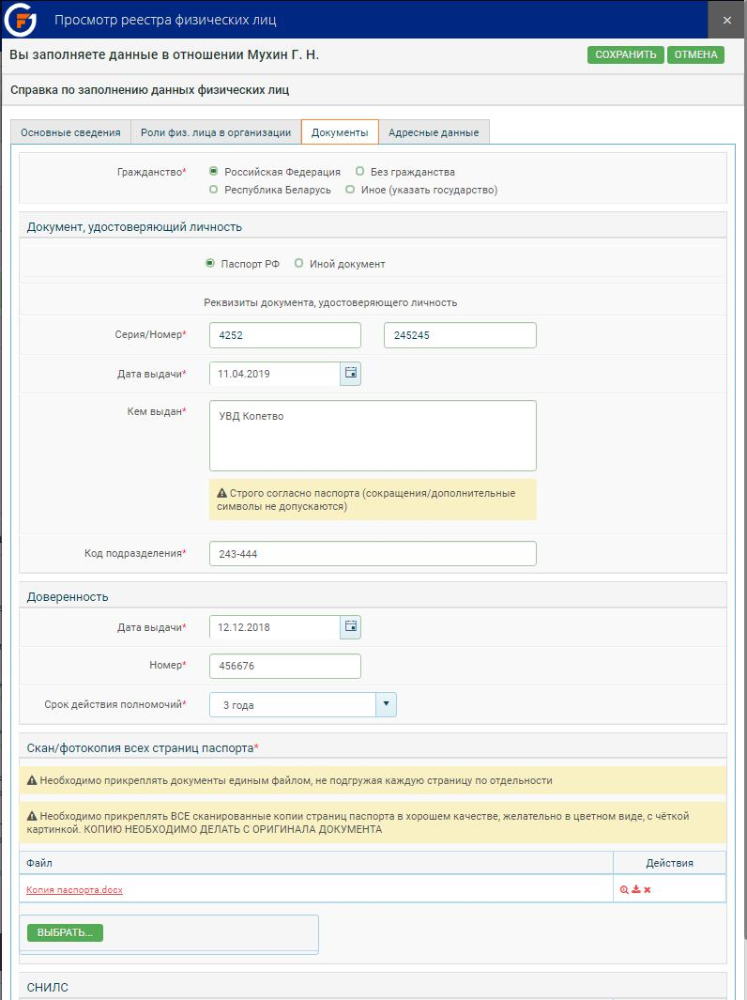 Просмотр реестра физических лиц
Вы заполняете данные в отношении Мухин Г. Н.
СОХРАНИТЬ ОТМЕНА
Справка по заполнению данных физических лиц
Основные сведения Роли физ. лица в организации Документы Адресные данные
Гражданство* Российская Федерация Без гражданства
Республика Беларусь Иное (указать государство)
Документ, удостоверяющий личность
Паспорт РФ Иной документ
Реквизиты документа, удостоверяющего личность
Серия/Номер* 4252 245245
Дата выдачи* 11.04.2019
Кем выдан* УВД Копетво
Строго согласно паспорта (сокращения/дополнительные
символы не допускаются)
Код подразделения* 243-444
Доверенность
Дата выдачи* 12.12.2018
Номер* 456676
Срок действия полномочий* 3 года
Скан/фотокопия всех страниц паспорта*
Необходимо прикреплять документы единым файлом, не подгружая каждую страницу по отдельности
Необходимо прикреплять ВСЕ сканированные копии страниц паспорта в хорошем качестве, желательно в цветном виде, с чёткой
картинкой. КОПИЮ НЕОБХОДИМО ДЕЛАТЬ С ОРИГИНАЛА ДОКУМЕНТА
Файл Действия
Копия паспорта.docx
ВЫБРАТЬ...
СНИЛС